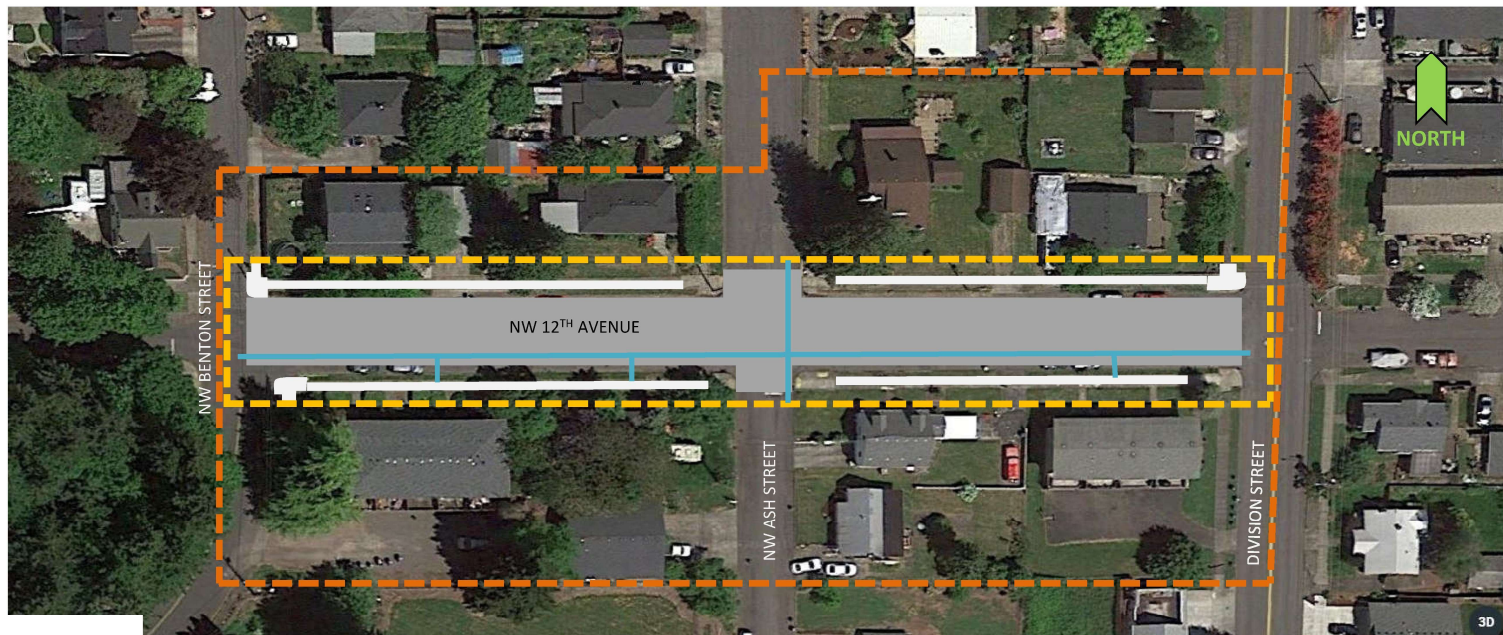 NORTH
NW BENTON STREET
NW 12TH AVENUE
NW ASH STREET
DIVISION STREET
3D